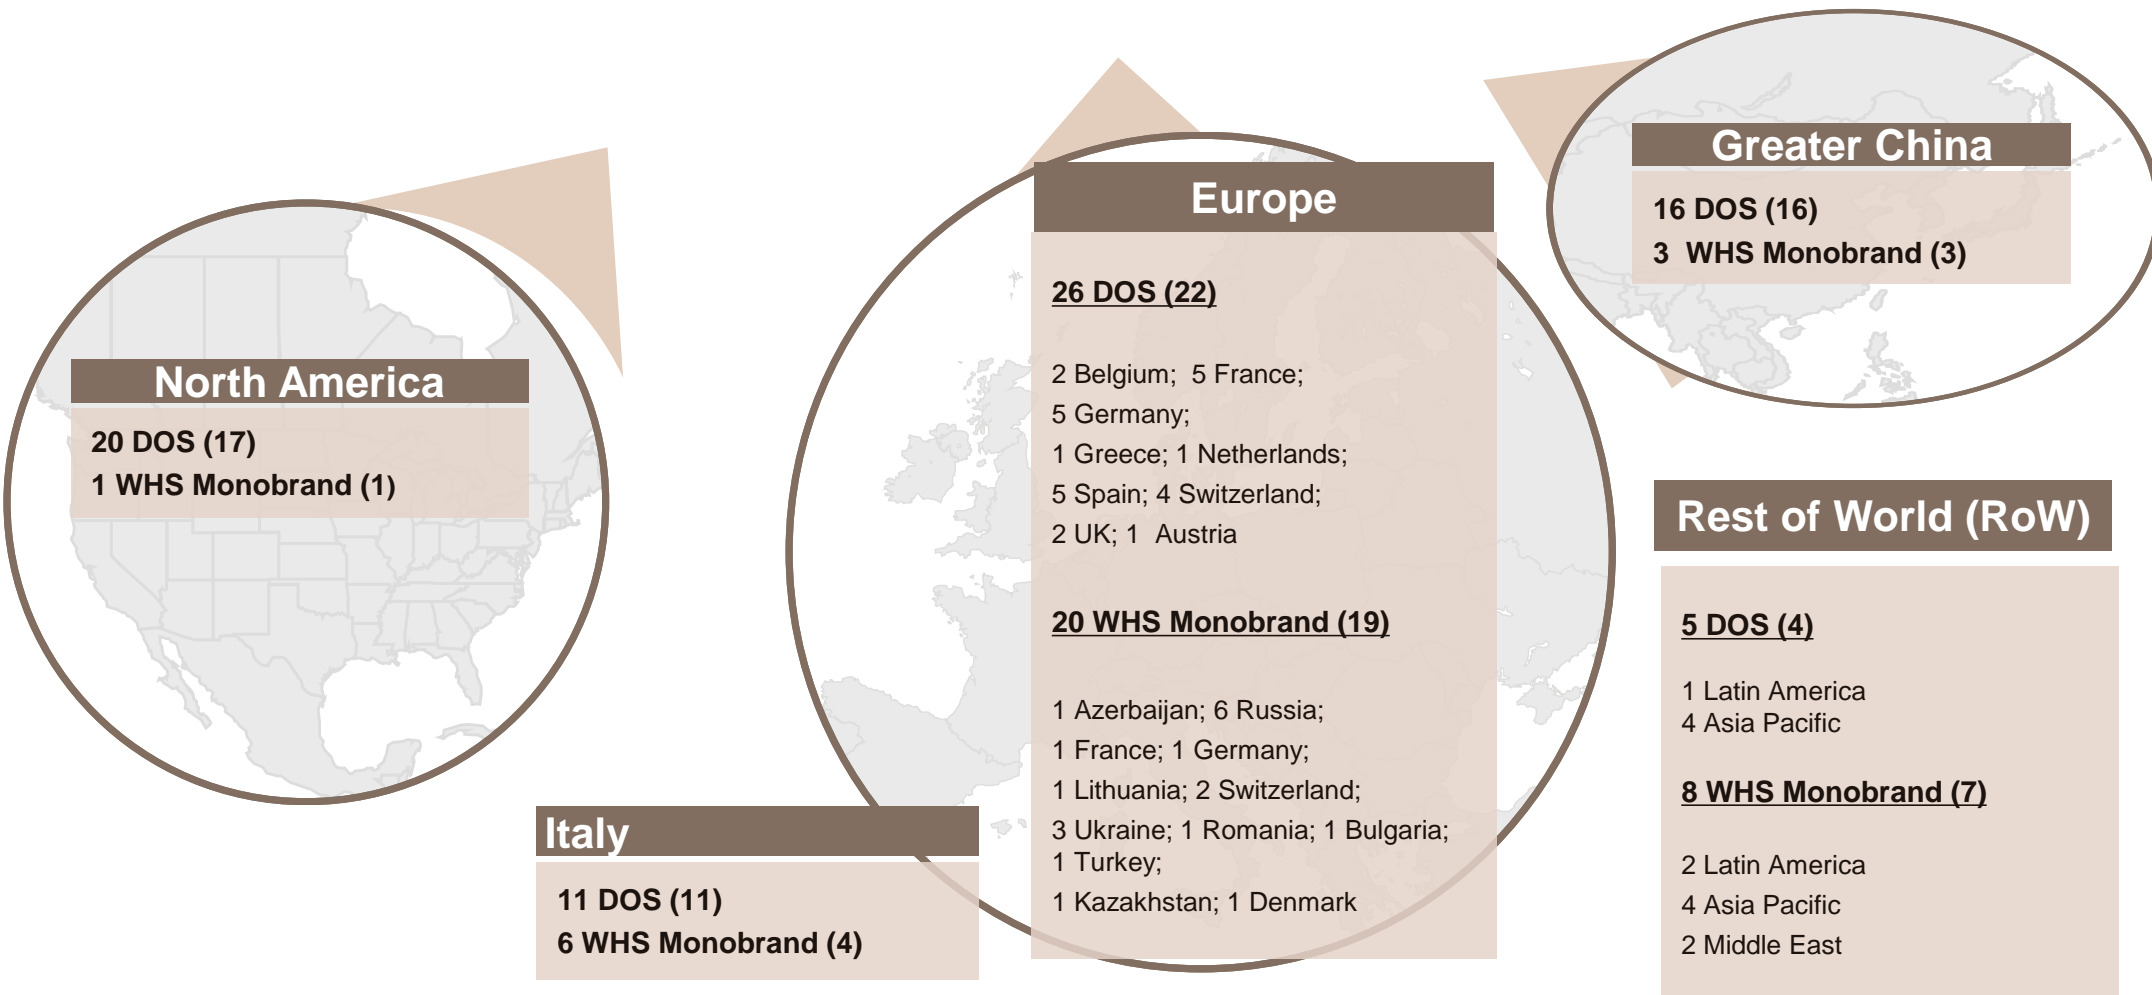 North America
20 DOS (17)
1 WHS Monobrand (1)
Italy
11 DOS (11)
6 WHS Monobrand (4)
Europe
26 DOS (22)
2 Belgium; 5 France;
5 Germany;
1 Greece; 1 Netherlands;
5 Spain; 4 Switzerland;
2 UK; 1 Austria
20 WHS Monobrand (19)
1 Azerbaijan; 6 Russia;
1 France; 1 Germany;
1 Lithuania; 2 Switzerland;
3 Ukraine; 1 Romania; 1 Bulgaria;
1 Turkey;
1 Kazakhstan; 1 Denmark
Greater China
16 DOS (16)
3 WHS Monobrand (3)
Rest of World (RoW)
5 DOS (4)
1 Latin America
4 Asia Pacific
8 WHS Monobrand (7)
2 Latin America
4 Asia Pacific
2 Middle East